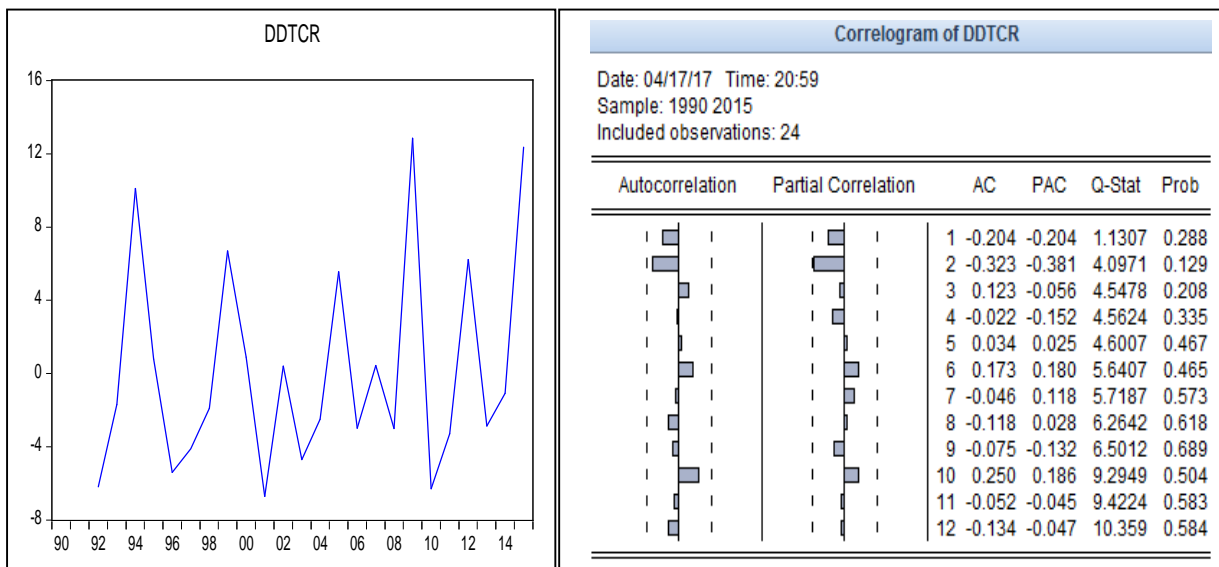 DDTCR
16
12
8
4
0
-4
-8
90 92 94 96 98 00 02 04 06 08 10 12 14
Correlogram of DDTCR
Date: 04/17/17 Time: 20:59
Sample: 1990 2015
Included observations: 24
Autocorrelation Partial Correlation AC PAC Q-Stat Prob
1 -0.204 -0.204 1.1307 0.288
2 -0.323 -0.381 4.0971 0.129
3 0.123 -0.056 4.5478 0.208
4 -0.022 -0.152 4.5624 0.335
5 0.034 0.025 4.6007 0.467
6 0.173 0.180 5.6407 0.465
7 -0.046 0.118 5.7187 0.573
8 -0.118 0.028 6.2642 0.618
9 -0.075 -0.132 6.5012 0.689
10 0.250 0.186 9.2949 0.504
11 -0.052 -0.045 9.4224 0.583
12 -0.134 -0.047 10.359 0.584